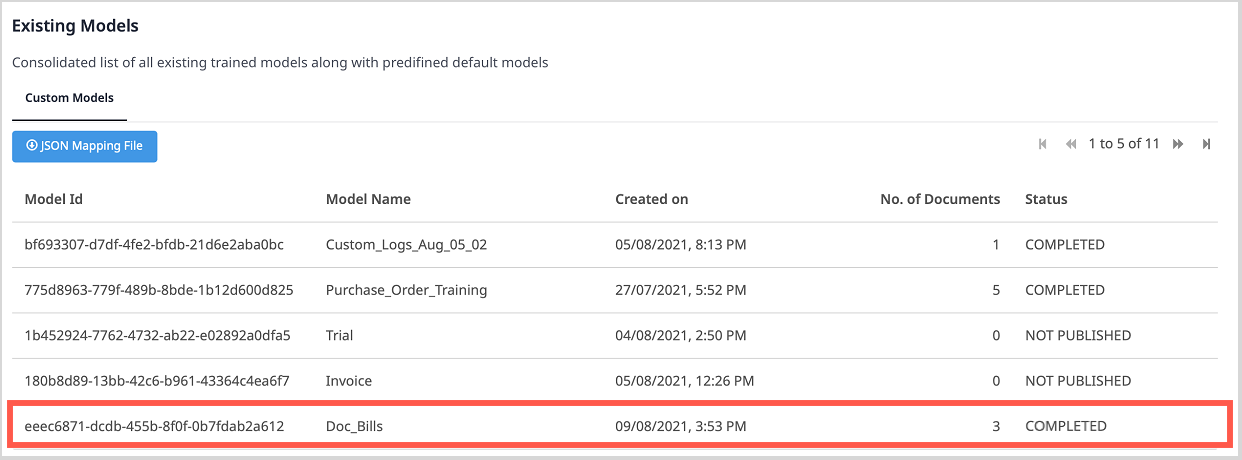 Existing Models
Consolidated list of all existing trained models along with predifined default models
Custom Models
JSON Mapping File
1 to 5 of 11
Model Id Model Name Created on No. of Documents Status
bf693307-d7df-4fe2-bfdb-21d6e2aba0bc Custom_Logs_Aug_05_02 05/08/2021, 8:13 PM 1 COMPLETED
775d8963-779f-489b-8bde-1b12d600d825 Purchase_Order_Training 27/07/2021, 5:52 PM 5 COMPLETED
1b452924-7762-4732-ab22-e02892a0dfa5 Trial 04/08/2021, 2:50 PM 0 NOT PUBLISHED
180b8d89-13bb-42c6-b961-43364c4ea6f7 Invoice 05/08/2021, 12:26 PM 0 NOT PUBLISHED
eeec6871-dcdb-455b-8f0f-0b7fdab2a612 Doc_Bills 09/08/2021, 3:53 PM 3 COMPLETED